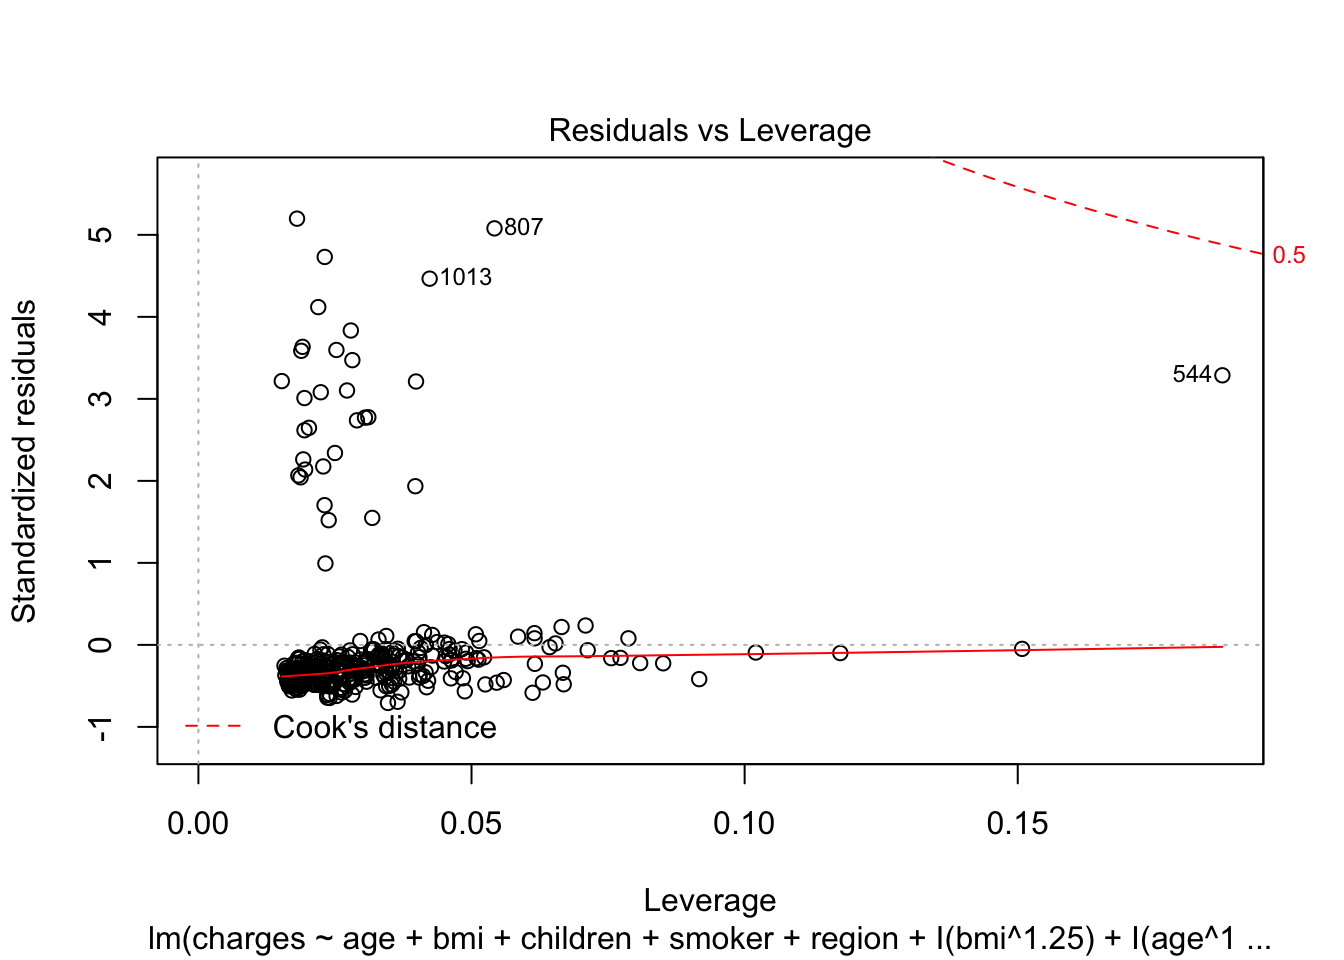 Residuals vs Leverage
Standardized residuals
5
4
3
2
1
0
-1
807
1013
544
0.5
Cook's distance
0.00 0.05 0.10 0.15
Leverage
lm(charges ~ age + bmi + children + smoker + region + I(bmi^1.25) + I(age^1 ...